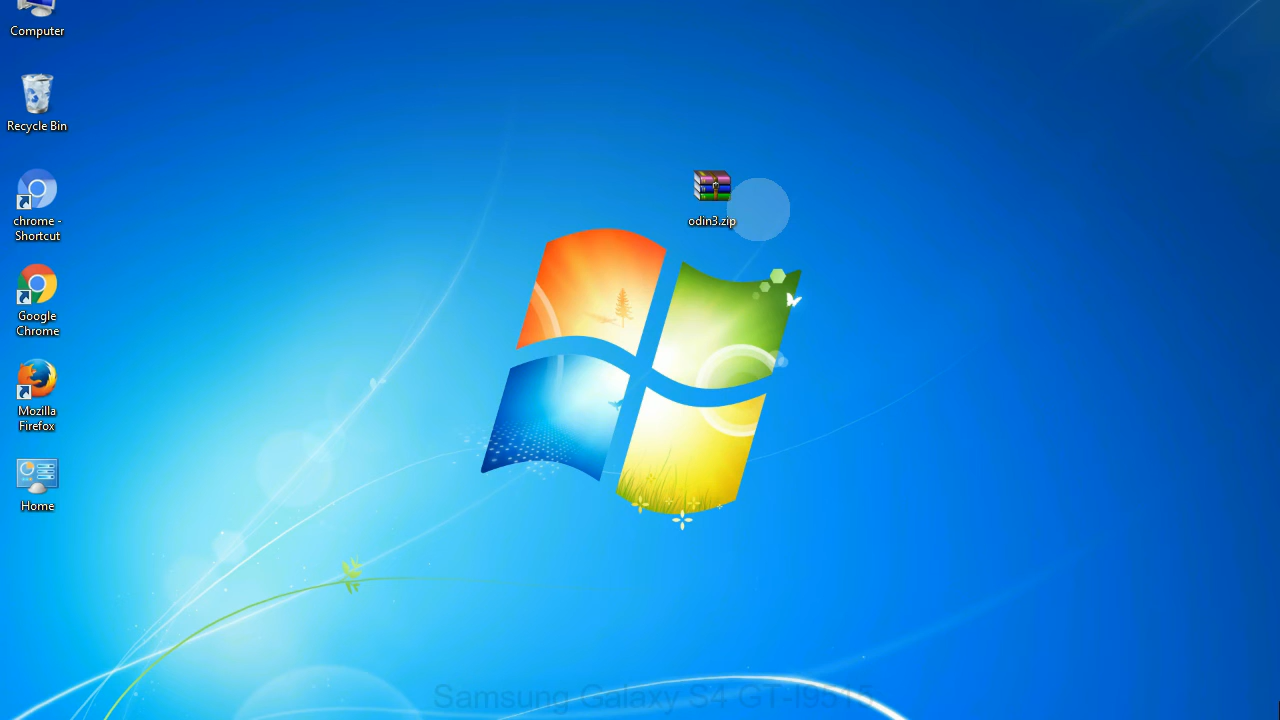 Computer
Recycle Bin
chrome -
Shortcut
Google
Chrome
Mozilla
Firefox
Home
odin3.zip
Samsung Galaxy S4 GT-I9515